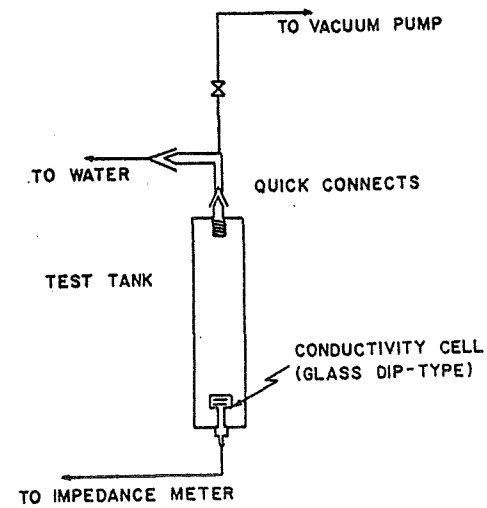 TO VACUUM PUMP
TO WATER
QUICK CONNECTS
TEST TANK
CONDUCTIVITY CELL
(GLASS DIP-TYPE)
TO IMPEDANCE METER